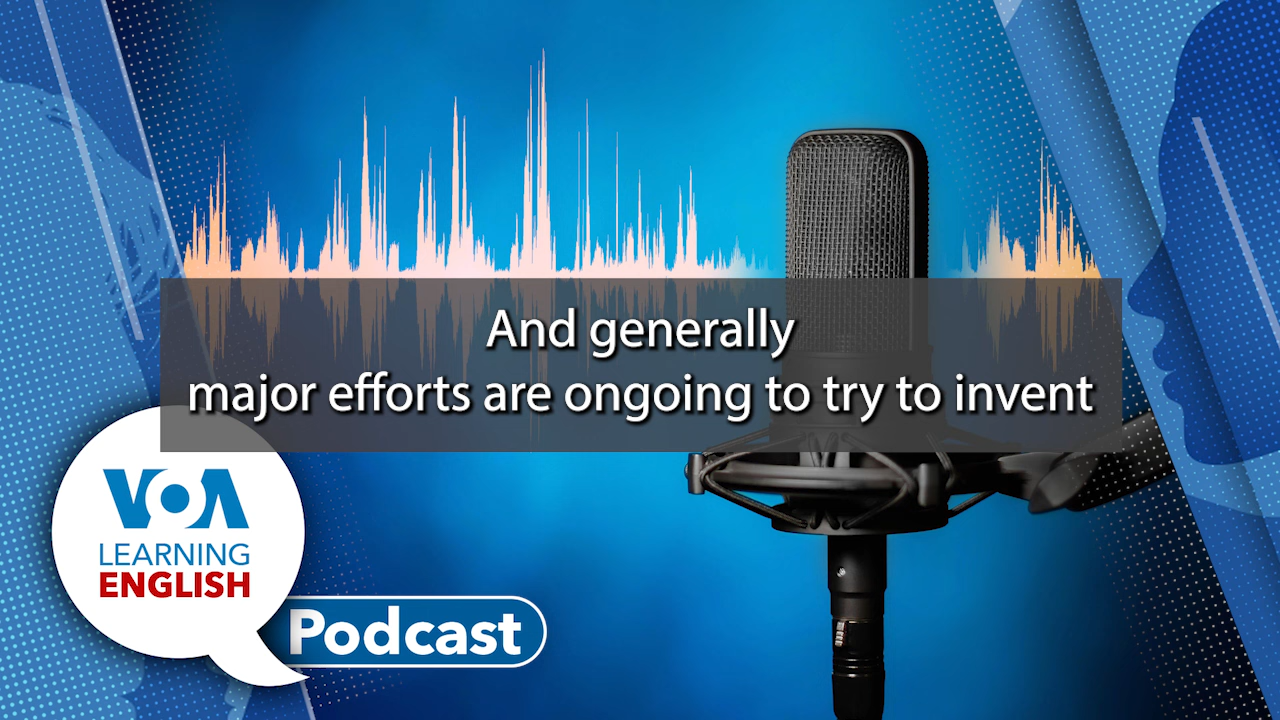 And generally
major efforts are ongoing to try to invent
VOA
LEARNING
ENGLISH
Podcast